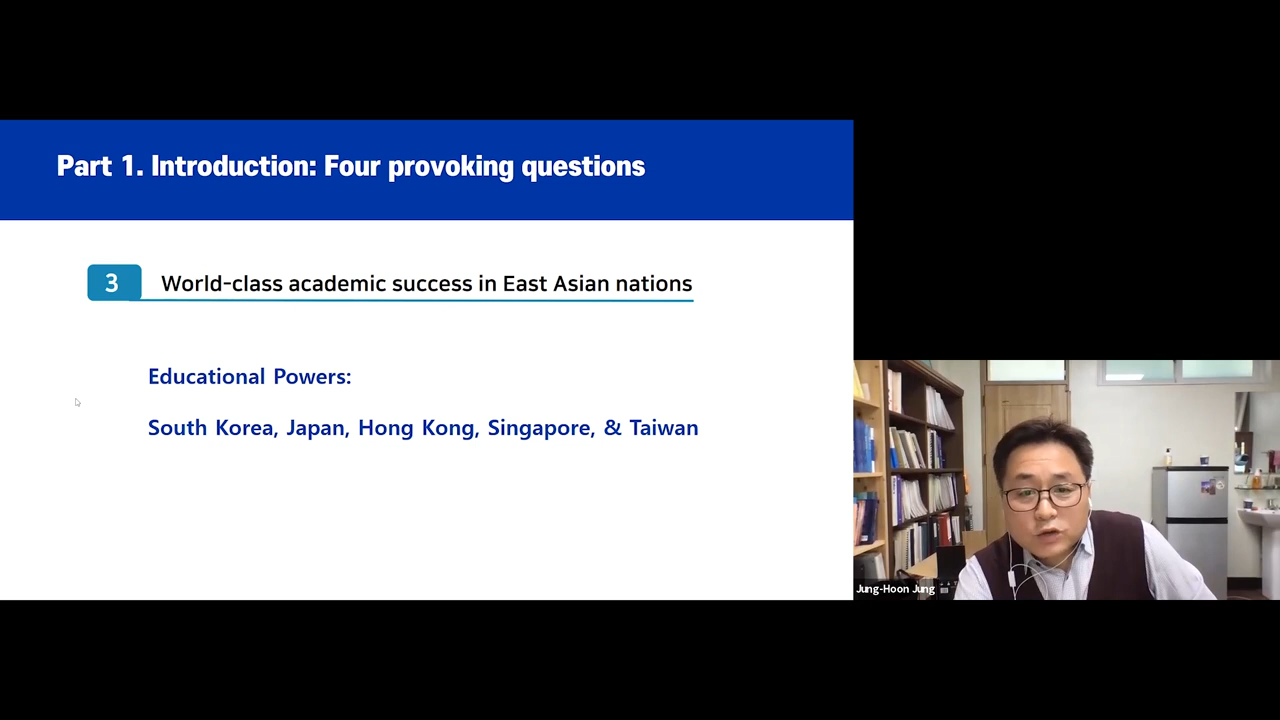 Part 1. Introduction: Four provoking questions
3 World-class academic success in East Asian nations
Educational Powers:
South Korea, Japan, Hong Kong, Singapore, & Taiwan
Jung-Hoon Jung